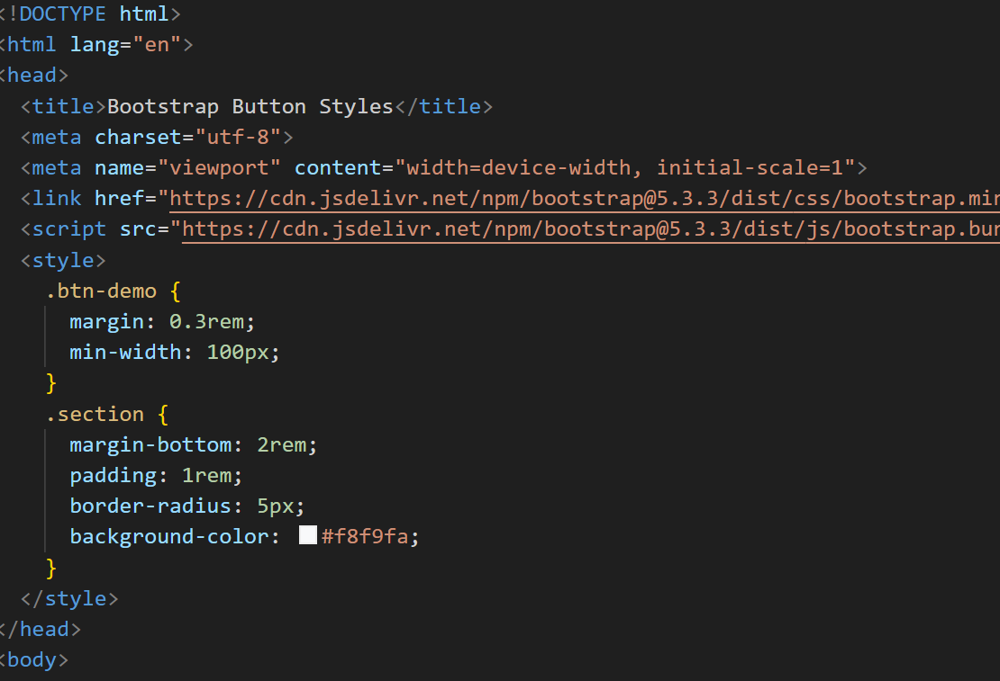 <!DOCTYPE html>
<html lang="en">
<head>
  <title>Bootstrap Button Styles</title>
  <meta charset="utf-8">
  <meta name="viewport" content="width=device-width, initial-scale=1">
  <link href="https://cdn.jsdelivr.net/npm/bootstrap@5.3.3/dist/css/bootstrap.min
  <script src="https://cdn.jsdelivr.net/npm/bootstrap@5.3.3/dist/js/bootstrap.bun
  <style>
    .btn-demo {
      margin: 0.3rem;
      min-width: 100px;
    }
    .section {
      margin-bottom: 2rem;
      padding: 1rem;
      border-radius: 5px;
      background-color: #f8f9fa;
    }
  </style>
</head>
<body>